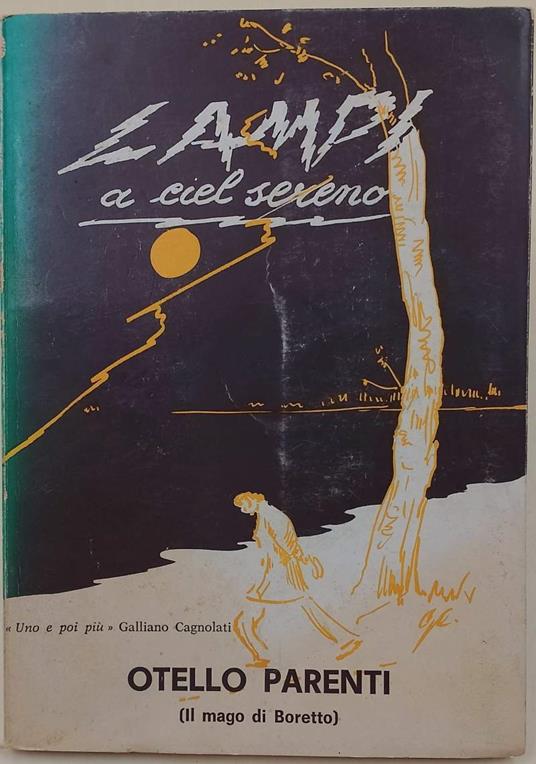 LAMPI
a ciel sereno
« Uno e poi più » Galliano Cagnolati
OTELLO PARENTI
(Il mago di Boretto)